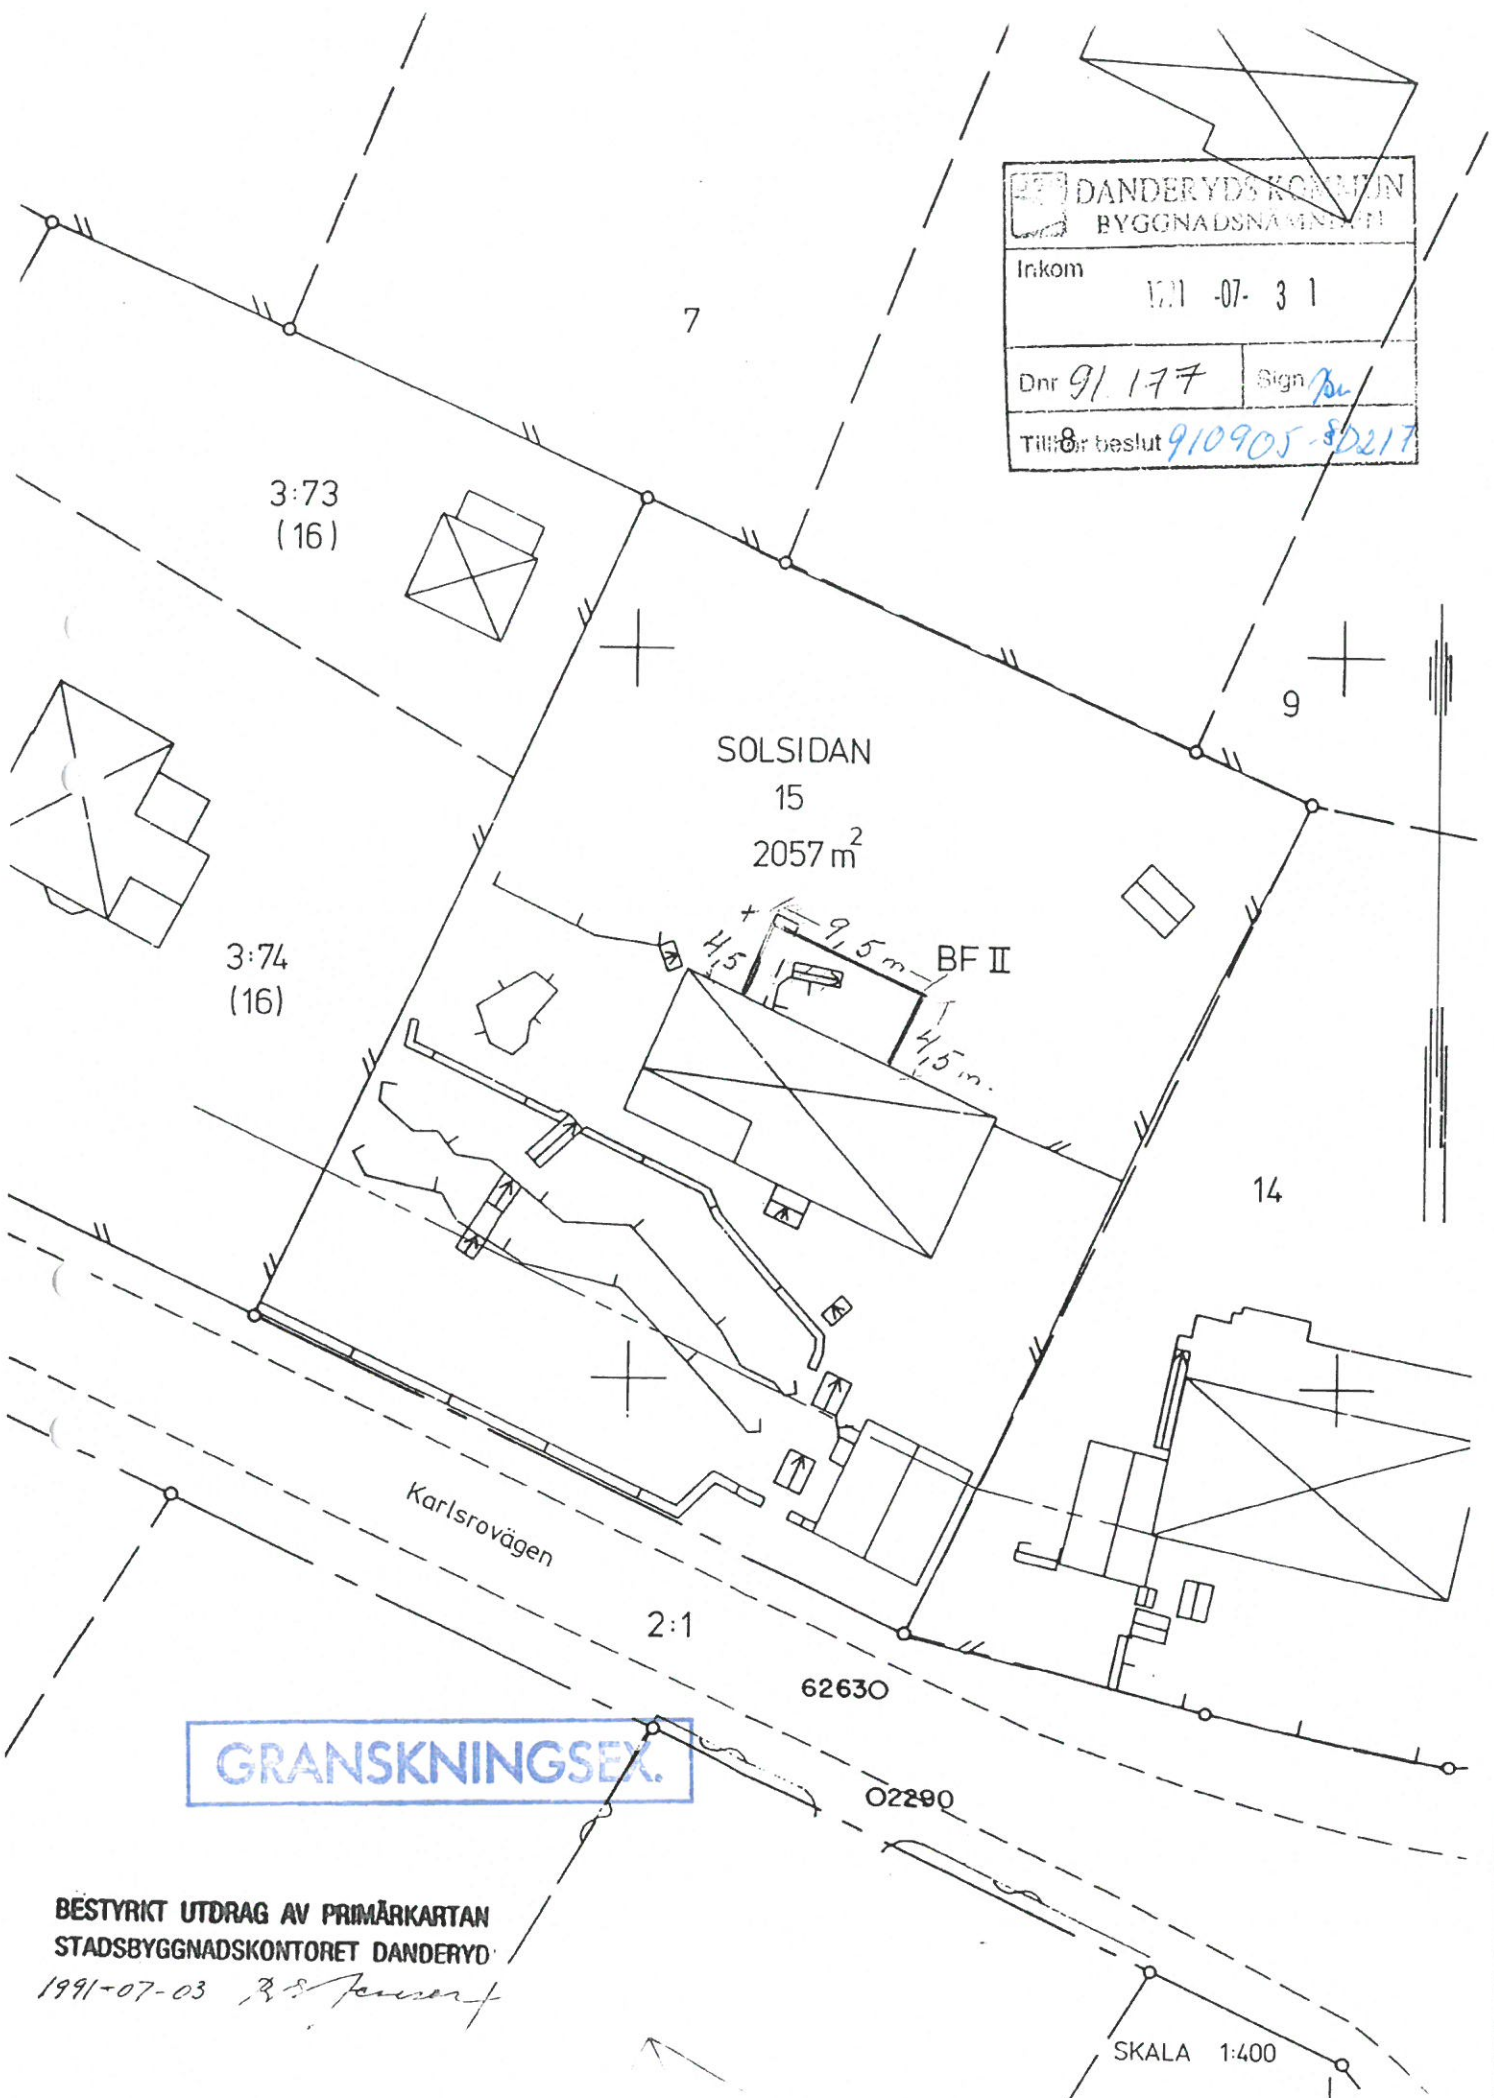 DANDERYDS KOMMUN
BYGGNADSNÄMNDEN
Inkom
-07- 3 1
Dnr 91.177
Sign
Tillhör beslut 910905-§D217
7
8
3:73
(16)
9
SOLSIDAN
15
2057 m²
+
9,5 m
4,5
BF II
4,5 m.
3:74
(16)
14
Karlsrovägen
2:1
62630
GRANSKNINGSEX.
02290
BESTYRKT UTDRAG AV PRIMÄRKARTAN
STADSBYGGNADSKONTORET DANDERYD
1991-07-03
SKALA 1:400